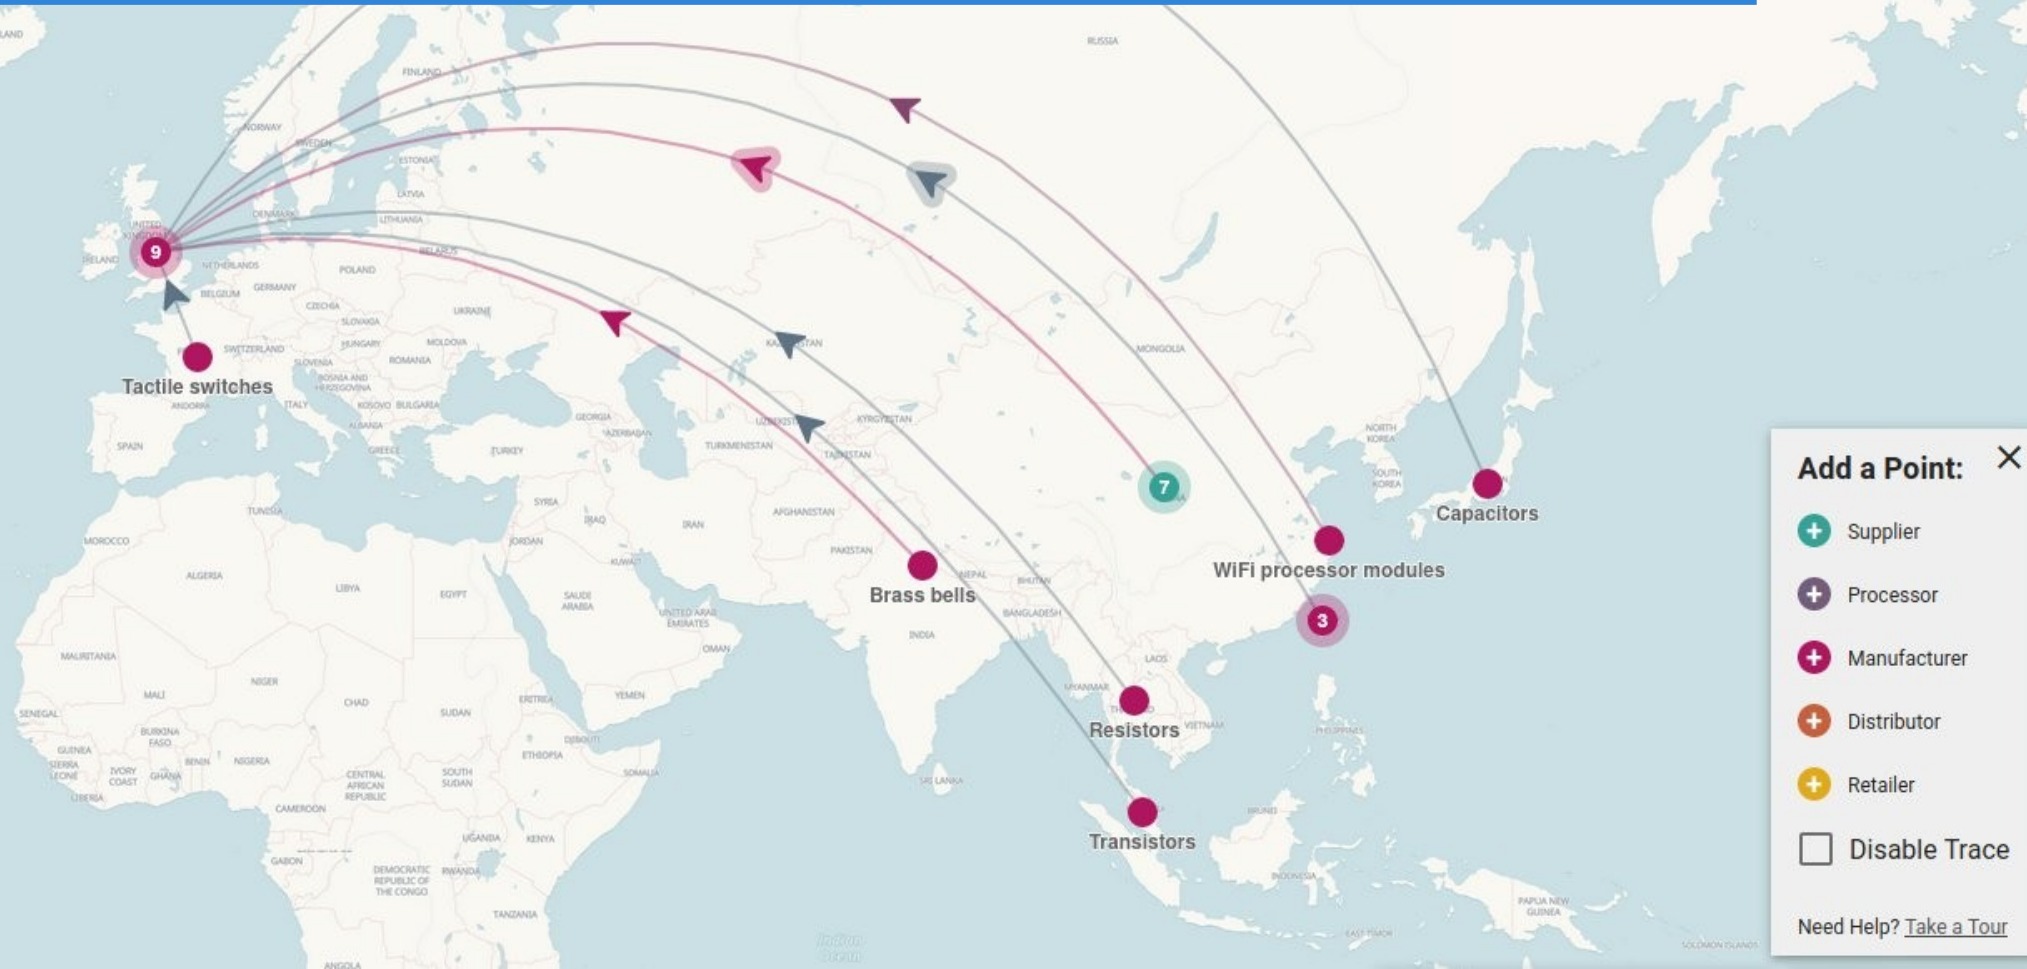 LAND
RUSSIA
FINLAND
NORWAY
SWEDEN
ESTONIA
LATVIA
DENMARK
LITHUANIA
UNITED
KINGDOM
9
IRELAND
NETHERLANDS
BELARUS
POLAND
BELGIUM
GERMANY
CZECHIA
UKRAINE
SLOVAKIA
SWITZERLAND
HUNGARY
MOLDOVA
SLOVENIA
ROMANIA
KAZAKHSTAN
MONGOLIA
Tactile switches
BOSNIA AND
HERZEGOVINA
ANDORRA
ITALY
KOSOVO
BULGARIA
ALBANIA
GEORGIA
UZBEKISTAN
KYRGYZSTAN
SPAIN
GREECE
TURKEY
AZERBAIJAN
TURKMENISTAN
TAJIKISTAN
NORTH
KOREA
SOUTH
KOREA
7
Capacitors
TUNISIA
SYRIA
IRAQ
IRAN
AFGHANISTAN
MOROCCO
JORDAN
PAKISTAN
KUWAIT
WiFi processor modules
ALGERIA
LIBYA
EGYPT
SAUDI
ARABIA
Brass bells
NEPAL
BHUTAN
UNITED ARAB
EMIRATES
BANGLADESH
3
INDIA
OMAN
MAURITANIA
LAOS
MALI
NIGER
CHAD
SUDAN
ERITREA
YEMEN
MYANMAR
SENEGAL
Resistors
VIETNAM
PHILIPPINES
BURKINA
FASO
GUINEA
BENIN
NIGERIA
DJIBOUTI
ETHIOPIA
SIERRA
LEONE
IVORY
COAST
GHANA
CENTRAL
AFRICAN
REPUBLIC
SOUTH
SUDAN
SOMALIA
SRI LANKA
LIBERIA
CAMEROON
BRUNEI
UGANDA
KENYA
Transistors
GABON
DEMOCRATIC
REPUBLIC OF
THE CONGO
RWANDA
INDONESIA
TANZANIA
PAPUA NEW
GUINEA
EAST TIMOR
SOLOMON ISLANDS
Indian
Ocean
ANGOLA
Add a Point:
Supplier
Processor
Manufacturer
Distributor
Retailer
Disable Trace
Need Help? Take a Tour